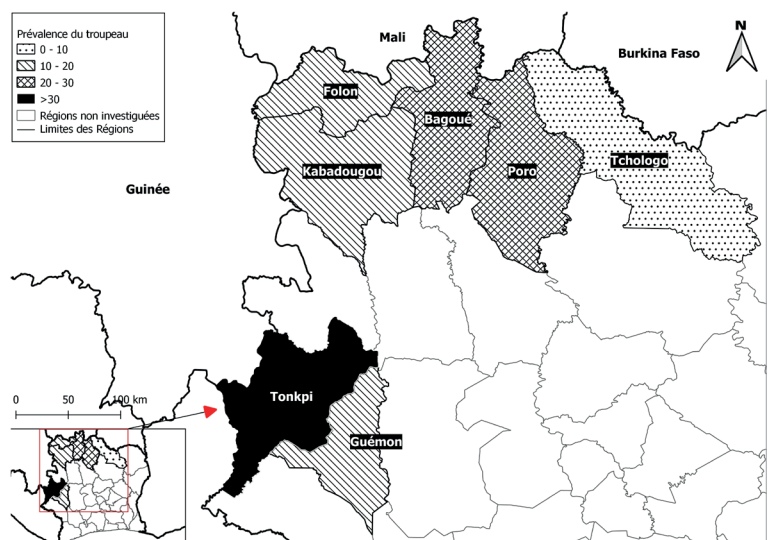 Prévalence du troupeau
0 - 10
10 - 20
20 - 30
>30
Régions non investiguées
Limites des Régions
Mali
Burkina Faso
N
Folon
Bagoué
Kabadougou
Poro
Tchologo
Guinée
Tonkpi
Guémon
0 50 100 km